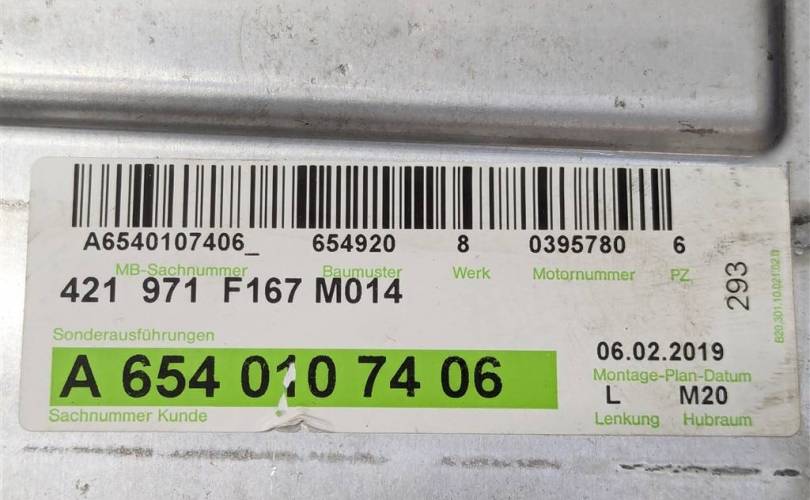 A6540107406_ 654920 8 0395780 6
MB-Sachnummer Baumuster Werk Motornummer PZ
421 971 F167 M014
293
Sonderausführungen
A 654 010 74 06
Sachnummer Kunde
06.02.2019
Montage-Plan-Datum
L M20
Lenkung Hubraum